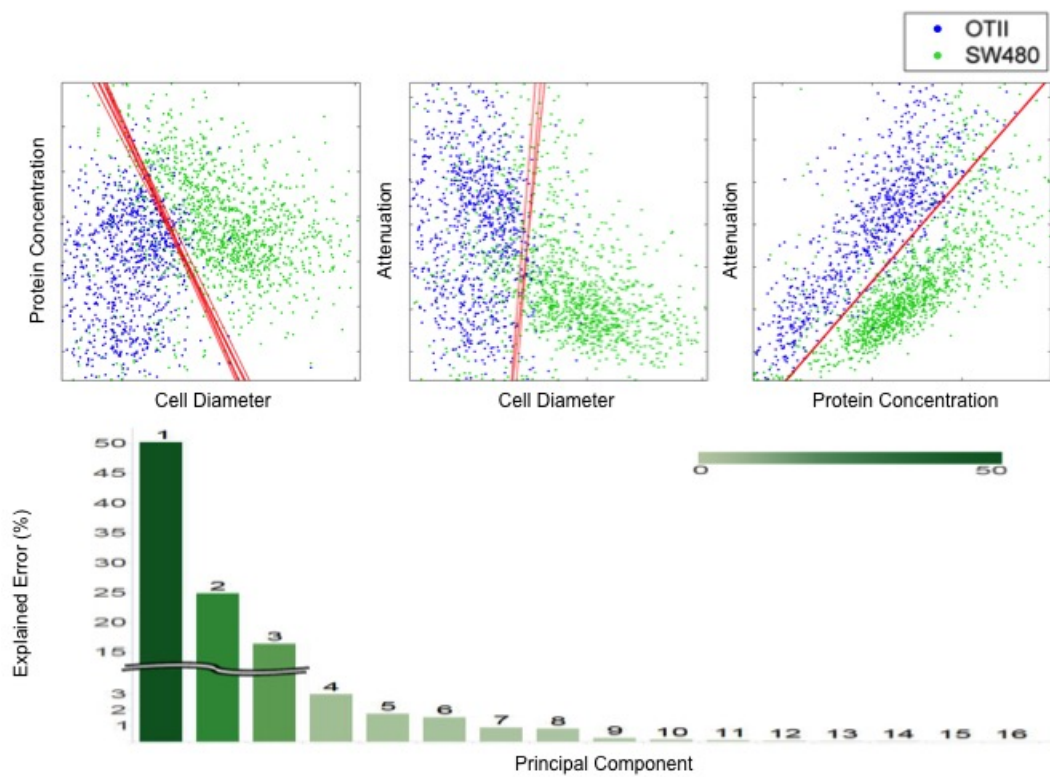 OTII
SW480
Protein Concentration
Cell Diameter
Attenuation
Cell Diameter
Attenuation
Protein Concentration
Explained Error (%)
50
45
40
35
30
25
20
15
3
2
1
1
2
3
4
5
6
7
8
9
10
11
12
13
14
15
16
0
50
Principal Component